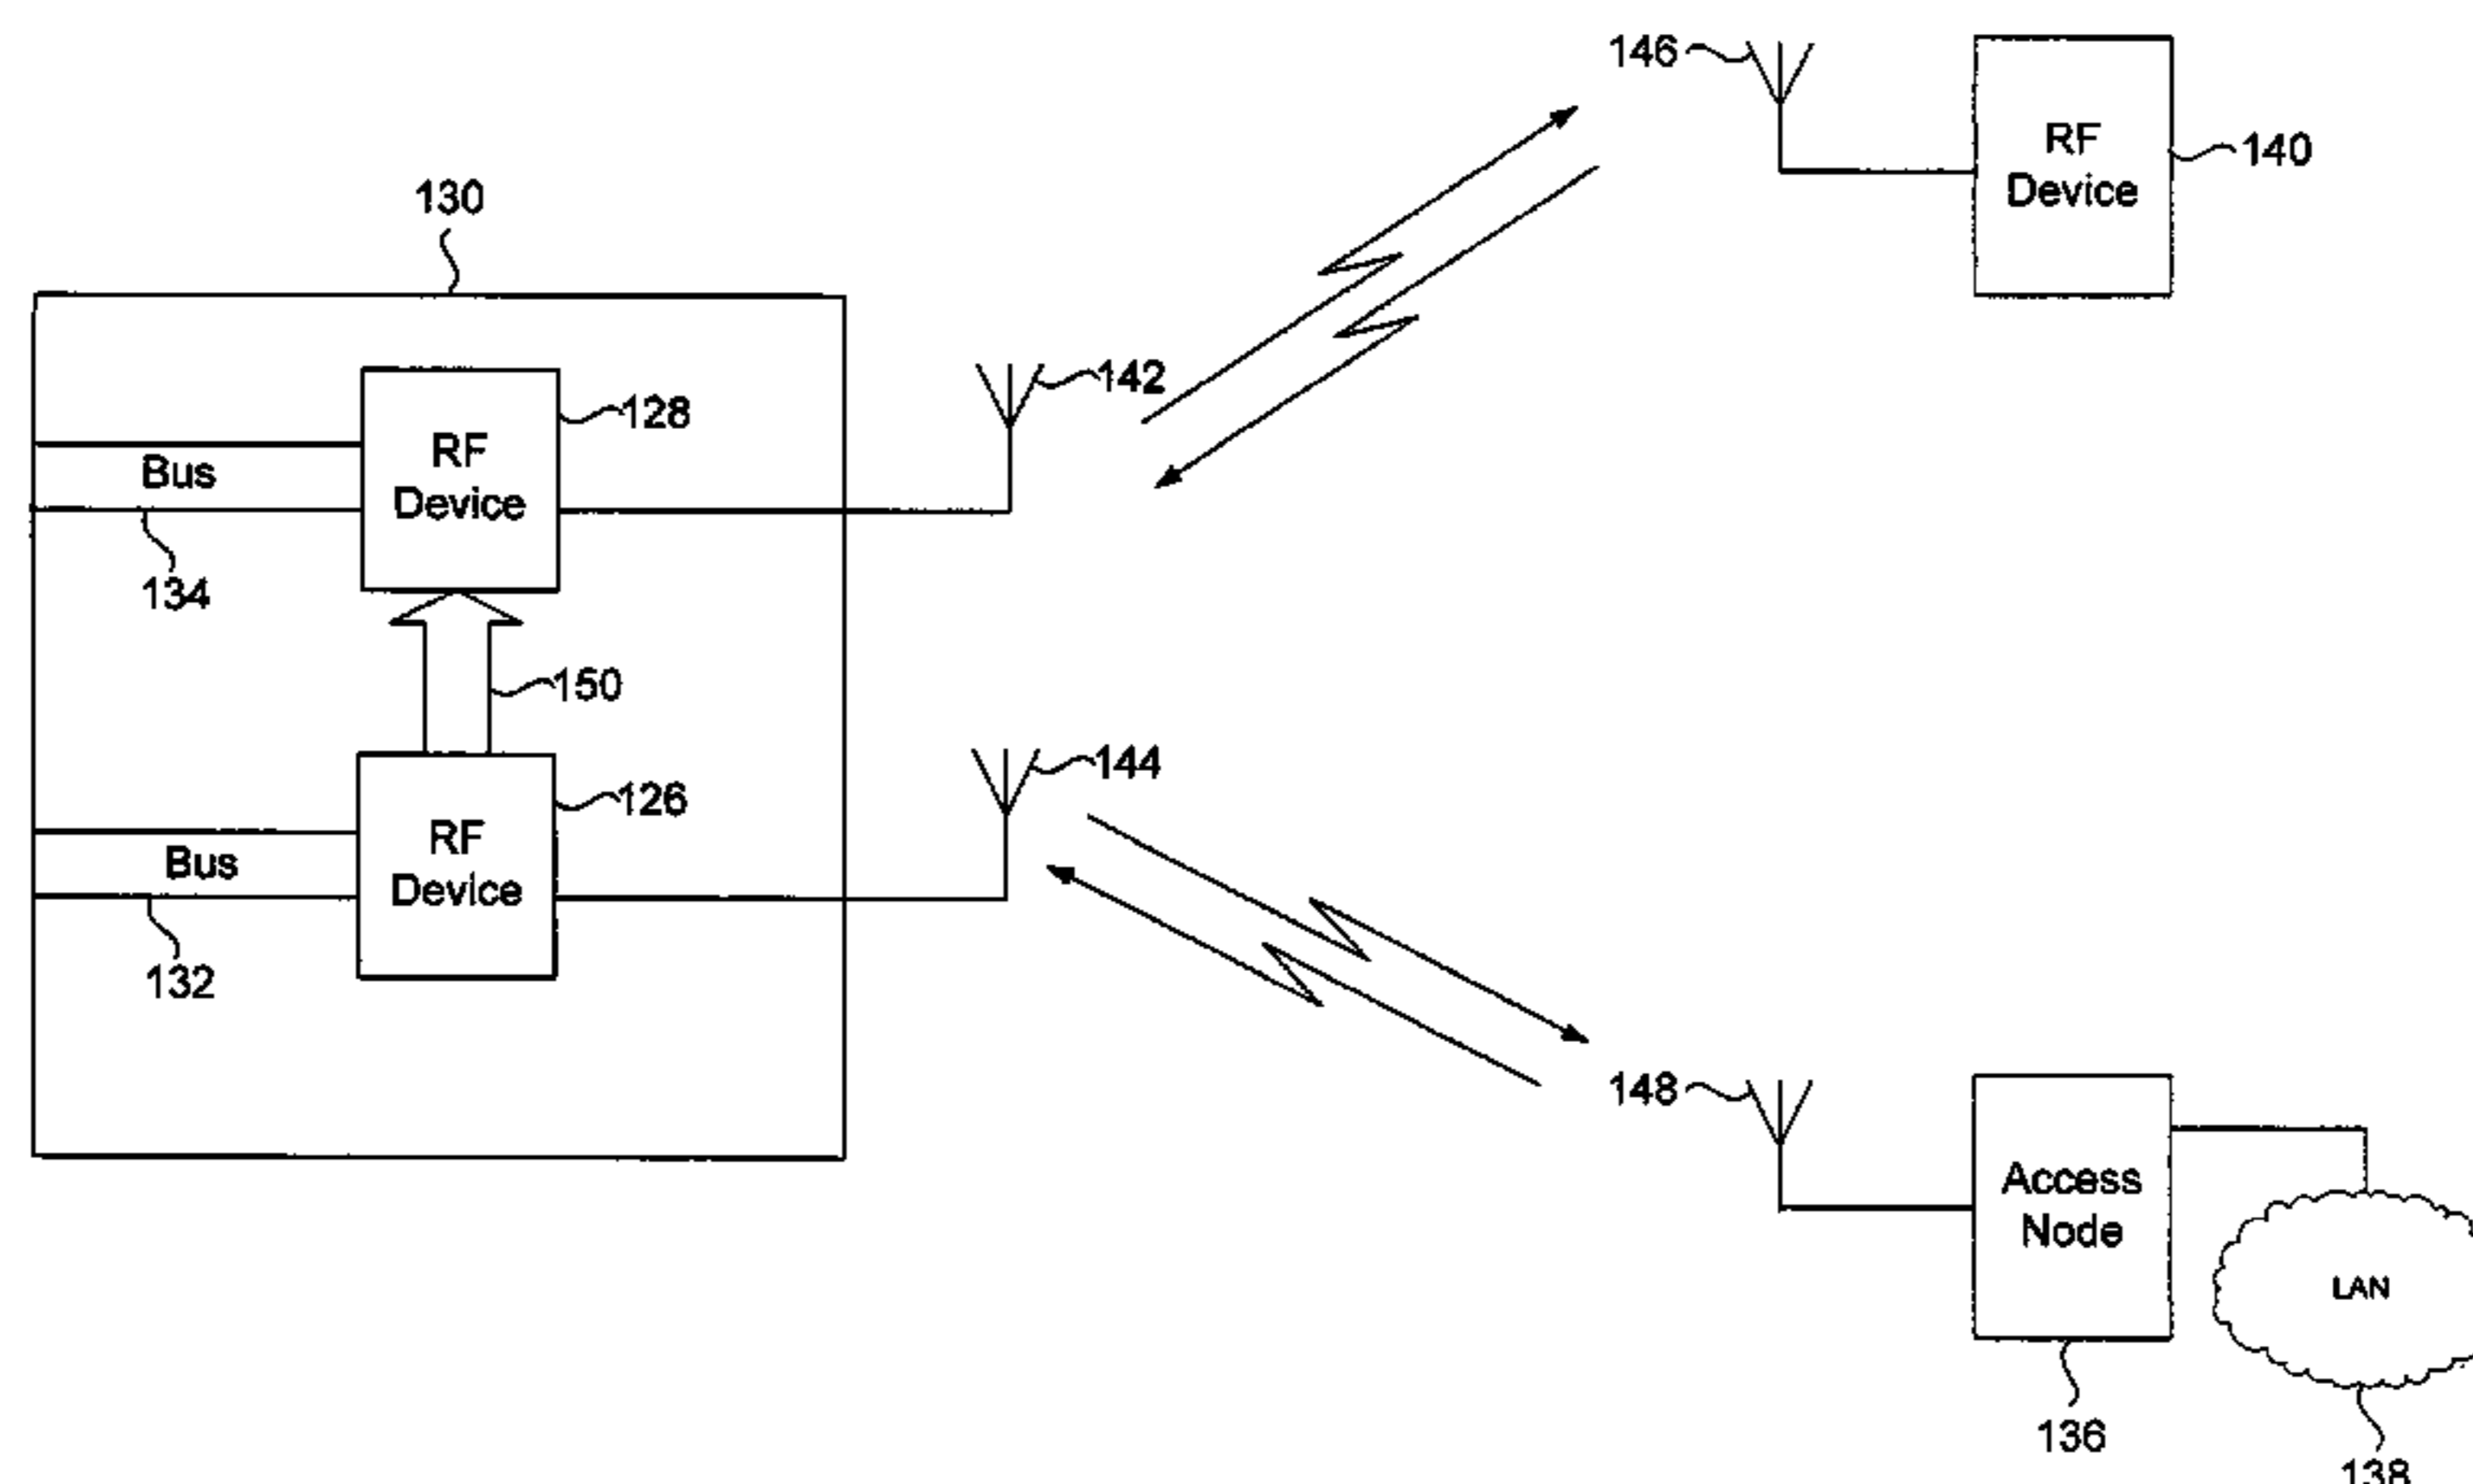 146
RF
Device
140
130
142
128
RF
Device
Bus
134
150
144
126
RF
Device
Bus
132
148
Access
Node
LAN
136
138